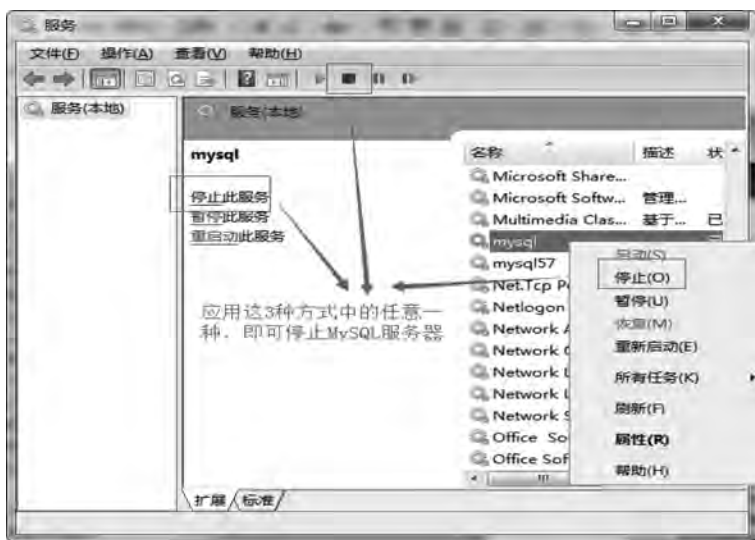 服务
文件(F) 操作(A) 查看(V) 帮助(H)
服务(本地)
服务(本地)
mysql
停止此服务
暂停此服务
重启动此服务
应用这3种方式中的任意一
种，即可停止MySQL服务器
名称 描述 状
Microsoft Share...
Microsoft Softw... 管理...
Multimedia Clas... 基于... 已
mysql
mysql57
Net.Tcp P
Netlogon
Network
Network
Network
Network
Network
Office So
Office Sof
启动(S)
停止(O)
暂停(U)
恢复(M)
重新启动(E)
所有任务(K)
刷新(F)
属性(R)
帮助(H)
扩展 标准